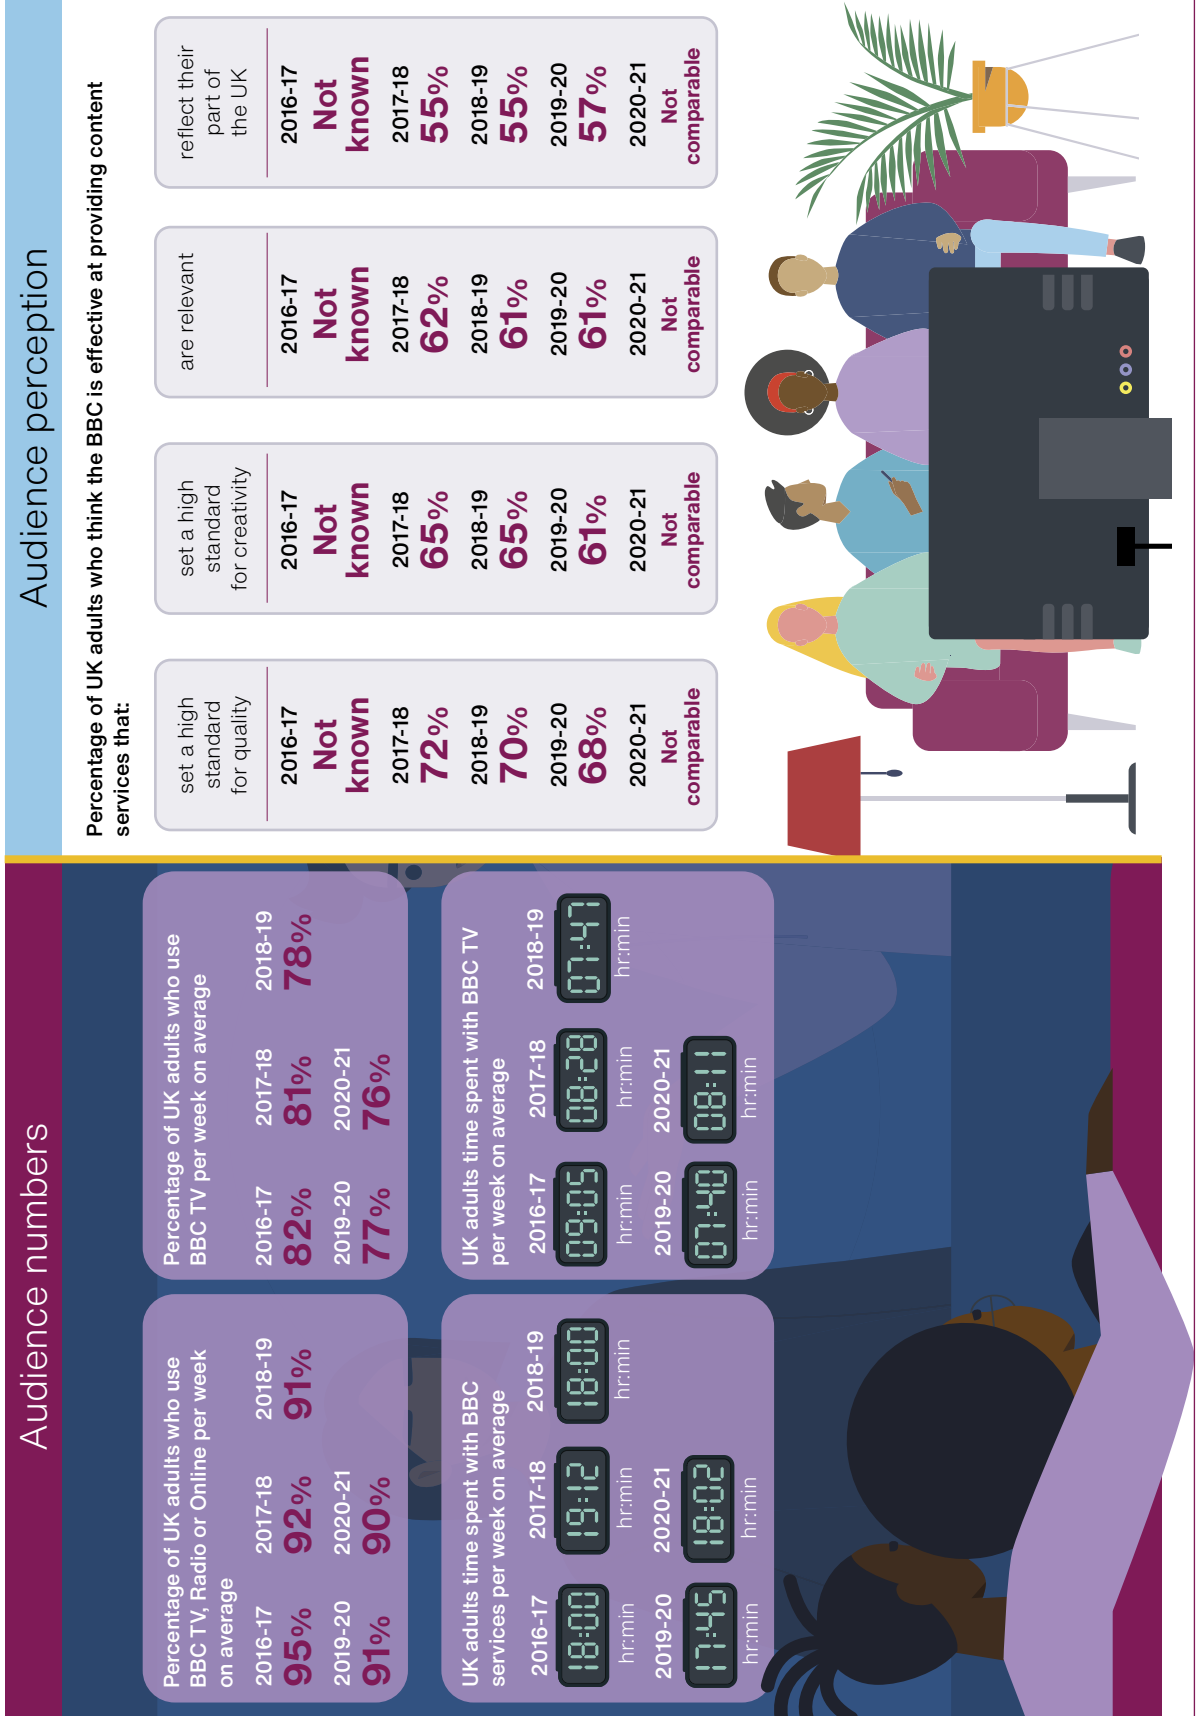 Audience numbers
Percentage of UK adults who use
BBC TV, Radio or Online per week
on average
2016-17
95%
2017-18
92%
2018-19
91%
2019-20
91%
2020-21
90%
Percentage of UK adults who use
BBC TV per week on average
2016-17
82%
2017-18
81%
2018-19
78%
2019-20
77%
2020-21
76%
UK adults time spent with BBC
services per week on average
2016-17
18:00
hr:min
2017-18
19:12
hr:min
2018-19
18:00
hr:min
2019-20
17:45
hr:min
2020-21
18:02
hr:min
UK adults time spent with BBC TV
per week on average
2016-17
09:05
hr:min
2017-18
08:28
hr:min
2018-19
07:47
hr:min
2019-20
07:40
hr:min
2020-21
08:11
hr:min
Audience perception
Percentage of UK adults who think the BBC is effective at providing content
services that:
set a high
standard
for quality
2016-17
Not
known
2017-18
72%
2018-19
70%
2019-20
68%
2020-21
Not
comparable
set a high
standard
for creativity
2016-17
Not
known
2017-18
65%
2018-19
65%
2019-20
61%
2020-21
Not
comparable
are relevant
2016-17
Not
known
2017-18
62%
2018-19
61%
2019-20
61%
2020-21
Not
comparable
reflect their
part of
the UK
2016-17
Not
known
2017-18
55%
2018-19
55%
2019-20
57%
2020-21
Not
comparable